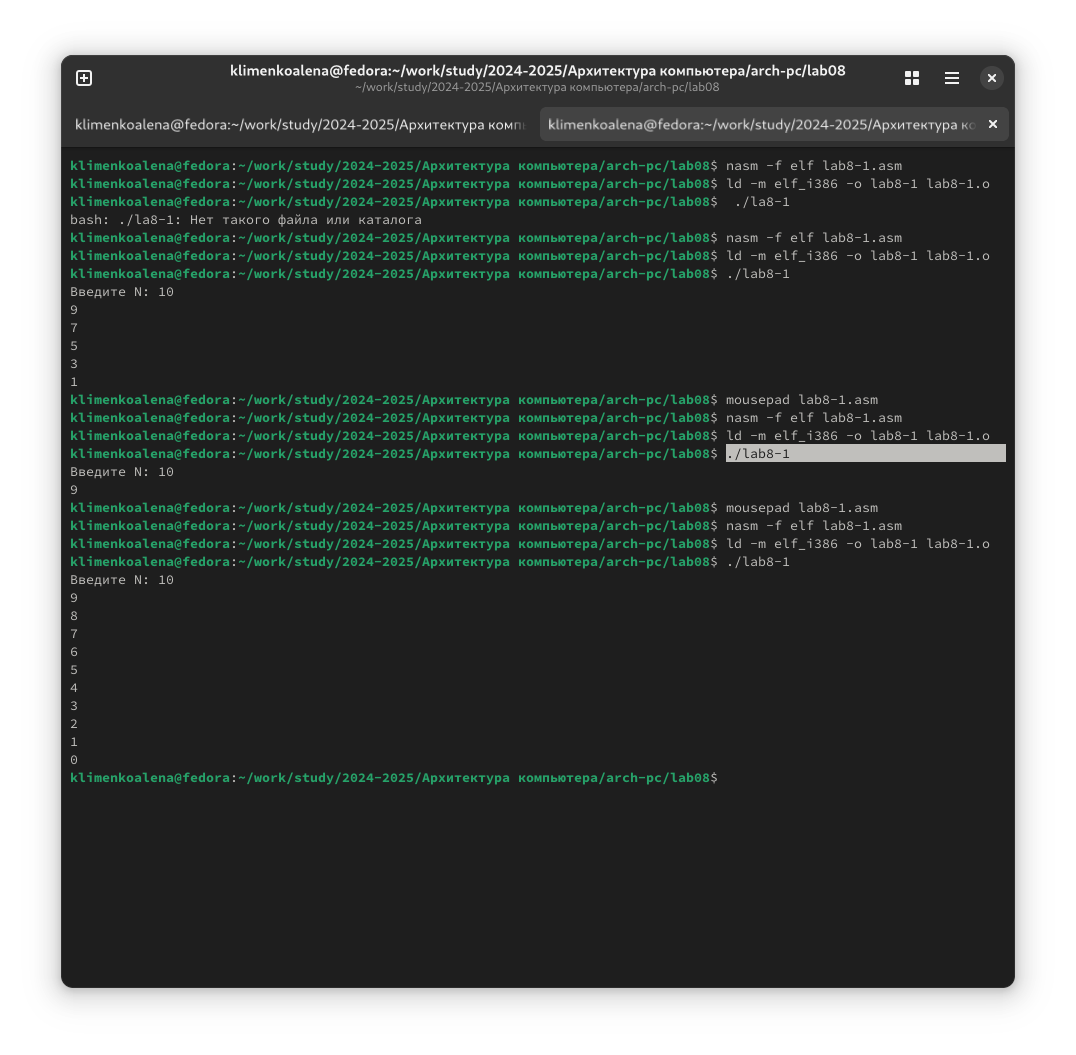 klimenkoalena@fedora:~/work/study/2024-2025/Архитектура компьютера/arch-pc/lab08
~/work/study/2024-2025/Архитектура компьютера/arch-pc/lab08
klimenkoalena@fedora:~/work/study/2024-2025/Архитектура комп
klimenkoalena@fedora:~/work/study/2024-2025/Архитектура ко
klimenkoalena@fedora:~/work/study/2024-2025/Архитектура компьютера/arch-pc/lab08$ nasm -f elf lab8-1.asm
klimenkoalena@fedora:~/work/study/2024-2025/Архитектура компьютера/arch-pc/lab08$ ld -m elf_i386 -o lab8-1 lab8-1.o
klimenkoalena@fedora:~/work/study/2024-2025/Архитектура компьютера/arch-pc/lab08$  ./la8-1
bash: ./la8-1: Нет такого файла или каталога
klimenkoalena@fedora:~/work/study/2024-2025/Архитектура компьютера/arch-pc/lab08$ nasm -f elf lab8-1.asm
klimenkoalena@fedora:~/work/study/2024-2025/Архитектура компьютера/arch-pc/lab08$ ld -m elf_i386 -o lab8-1 lab8-1.o
klimenkoalena@fedora:~/work/study/2024-2025/Архитектура компьютера/arch-pc/lab08$ ./lab8-1
Введите N: 10
9
7
5
3
1
klimenkoalena@fedora:~/work/study/2024-2025/Архитектура компьютера/arch-pc/lab08$ mousepad lab8-1.asm
klimenkoalena@fedora:~/work/study/2024-2025/Архитектура компьютера/arch-pc/lab08$ nasm -f elf lab8-1.asm
klimenkoalena@fedora:~/work/study/2024-2025/Архитектура компьютера/arch-pc/lab08$ ld -m elf_i386 -o lab8-1 lab8-1.o
klimenkoalena@fedora:~/work/study/2024-2025/Архитектура компьютера/arch-pc/lab08$ ./lab8-1
Введите N: 10
9
klimenkoalena@fedora:~/work/study/2024-2025/Архитектура компьютера/arch-pc/lab08$ mousepad lab8-1.asm
klimenkoalena@fedora:~/work/study/2024-2025/Архитектура компьютера/arch-pc/lab08$ nasm -f elf lab8-1.asm
klimenkoalena@fedora:~/work/study/2024-2025/Архитектура компьютера/arch-pc/lab08$ ld -m elf_i386 -o lab8-1 lab8-1.o
klimenkoalena@fedora:~/work/study/2024-2025/Архитектура компьютера/arch-pc/lab08$ ./lab8-1
Введите N: 10
9
8
7
6
5
4
3
2
1
0
klimenkoalena@fedora:~/work/study/2024-2025/Архитектура компьютера/arch-pc/lab08$